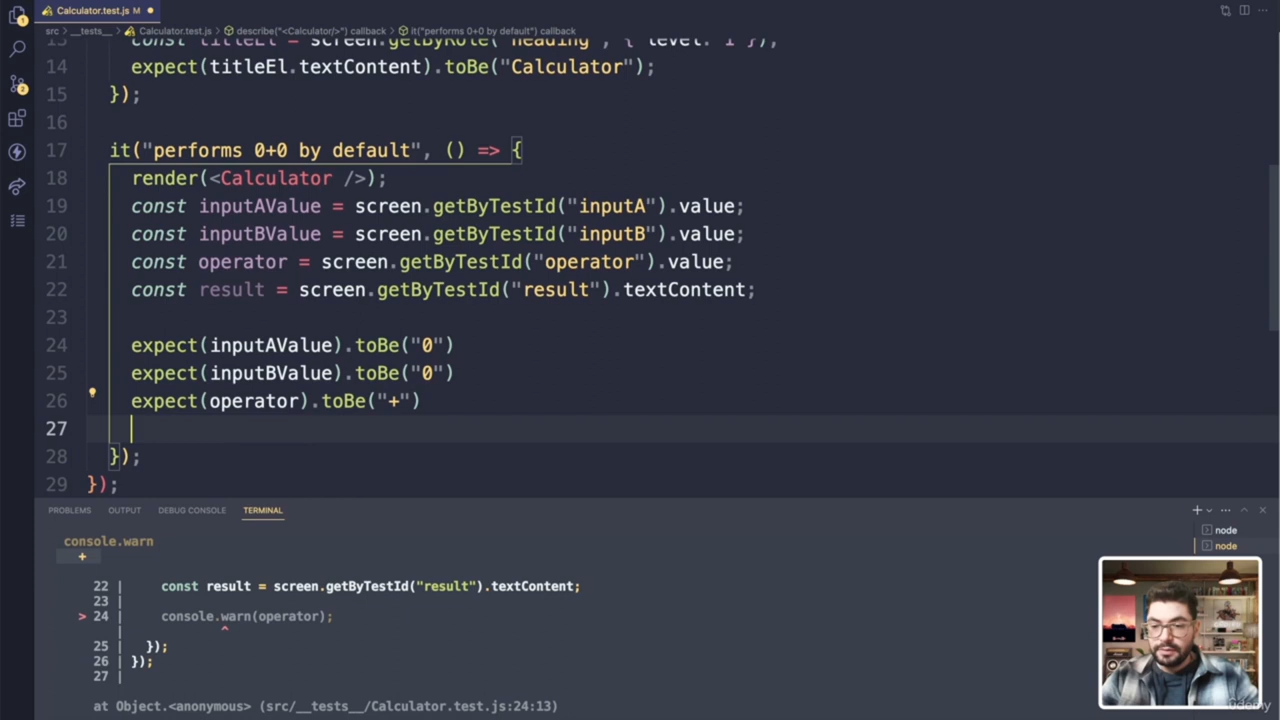 Calculator.test.js M
src > __tests__ > Calculator.test.js > describe("<Calculator/>") callback > it("performs 0+0 by default") callback
13 const titleEl = screen.getByRole("heading", { level: 1 });
14 expect(titleEl.textContent).toBe("Calculator");
15 });
16
17 it("performs 0+0 by default", () => {
18 render(<Calculator />);
19 const inputAValue = screen.getByTestId("inputA").value;
20 const inputBValue = screen.getByTestId("inputB").value;
21 const operator = screen.getByTestId("operator").value;
22 const result = screen.getByTestId("result").textContent;
23
24 expect(inputAValue).toBe("0")
25 expect(inputBValue).toBe("0")
26 expect(operator).toBe("+")
27
28 });
29 });
PROBLEMS OUTPUT DEBUG CONSOLE TERMINAL
node
node
console.warn
+
22 | const result = screen.getByTestId("result").textContent;
23 |
> 24 | console.warn(operator);
| ^
25 | });
26 | });
27 |
at Object.<anonymous> (src/__tests__/Calculator.test.js:24:13)
udemy